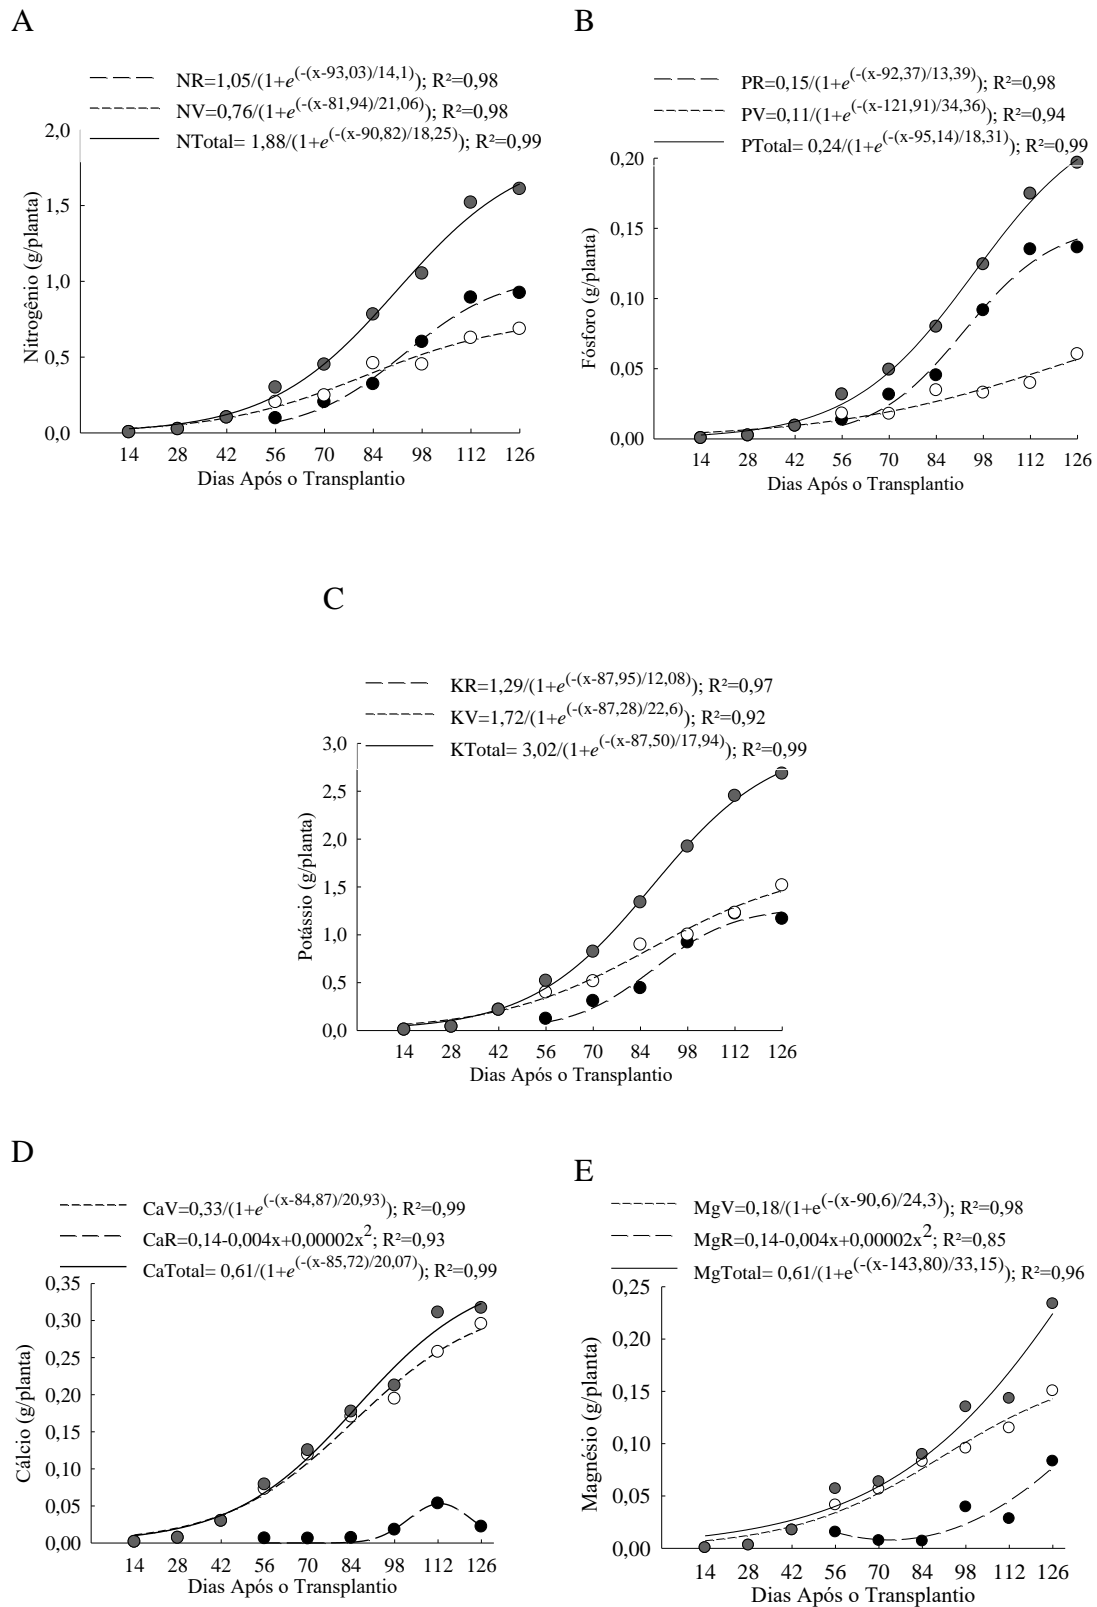 A
NR=1,05/(1+e(-(x-93,03)/14,1)); R²=0,98
NV=0,76/(1+e(-(x-81,94)/21,06)); R²=0,98
NTotal= 1,88/(1+e(-(x-90,82)/18,25)); R²=0,99
Nitrogênio (g/planta)
2,0
1,5
1,0
0,5
0,0
14 28 42 56 70 84 98 112 126
Dias Após o Transplantio
B
PR=0,15/(1+e(-(x-92,37)/13,39)); R²=0,98
PV=0,11/(1+e(-(x-121,91)/34,36)); R²=0,94
PTotal= 0,24/(1+e(-(x-95,14)/18,31)); R²=0,99
Fósforo (g/planta)
0,20
0,15
0,10
0,05
0,00
14 28 42 56 70 84 98 112 126
Dias Após o Transplantio
C
KR=1,29/(1+e(-(x-87,95)/12,08)); R²=0,97
KV=1,72/(1+e(-(x-87,28)/22,6)); R²=0,92
KTotal= 3,02/(1+e(-(x-87,50)/17,94)); R²=0,99
Potássio (g/planta)
3,0
2,5
2,0
1,5
1,0
0,5
0,0
14 28 42 56 70 84 98 112 126
Dias Após o Transplantio
D
CaV=0,33/(1+e(-(x-84,87)/20,93)); R²=0,99
CaR=0,14-0,004x+0,00002x²; R²=0,93
CaTotal= 0,61/(1+e(-(x-85,72)/20,07)); R²=0,99
Cálcio (g/planta)
0,35
0,30
0,25
0,20
0,15
0,10
0,05
0,00
14 28 42 56 70 84 98 112 126
Dias Após o Transplantio
E
MgV=0,18/(1+e(-(x-90,6)/24,3)); R²=0,98
MgR=0,14-0,004x+0,00002x²; R²=0,85
MgTotal= 0,61/(1+e(-(x-143,80)/33,15)); R²=0,96
Magnésio (g/planta)
0,25
0,20
0,15
0,10
0,05
0,00
14 28 42 56 70 84 98 112 126
Dias Após o Transplantio